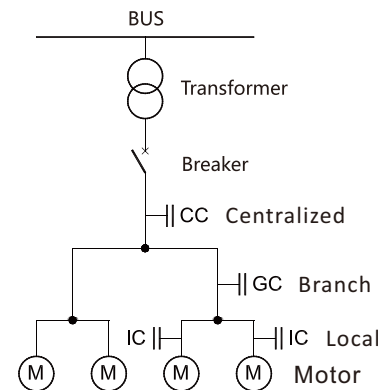 BUS
Transformer
Breaker
CC Centralized
GC Branch
IC IC Local
M M M M Motor